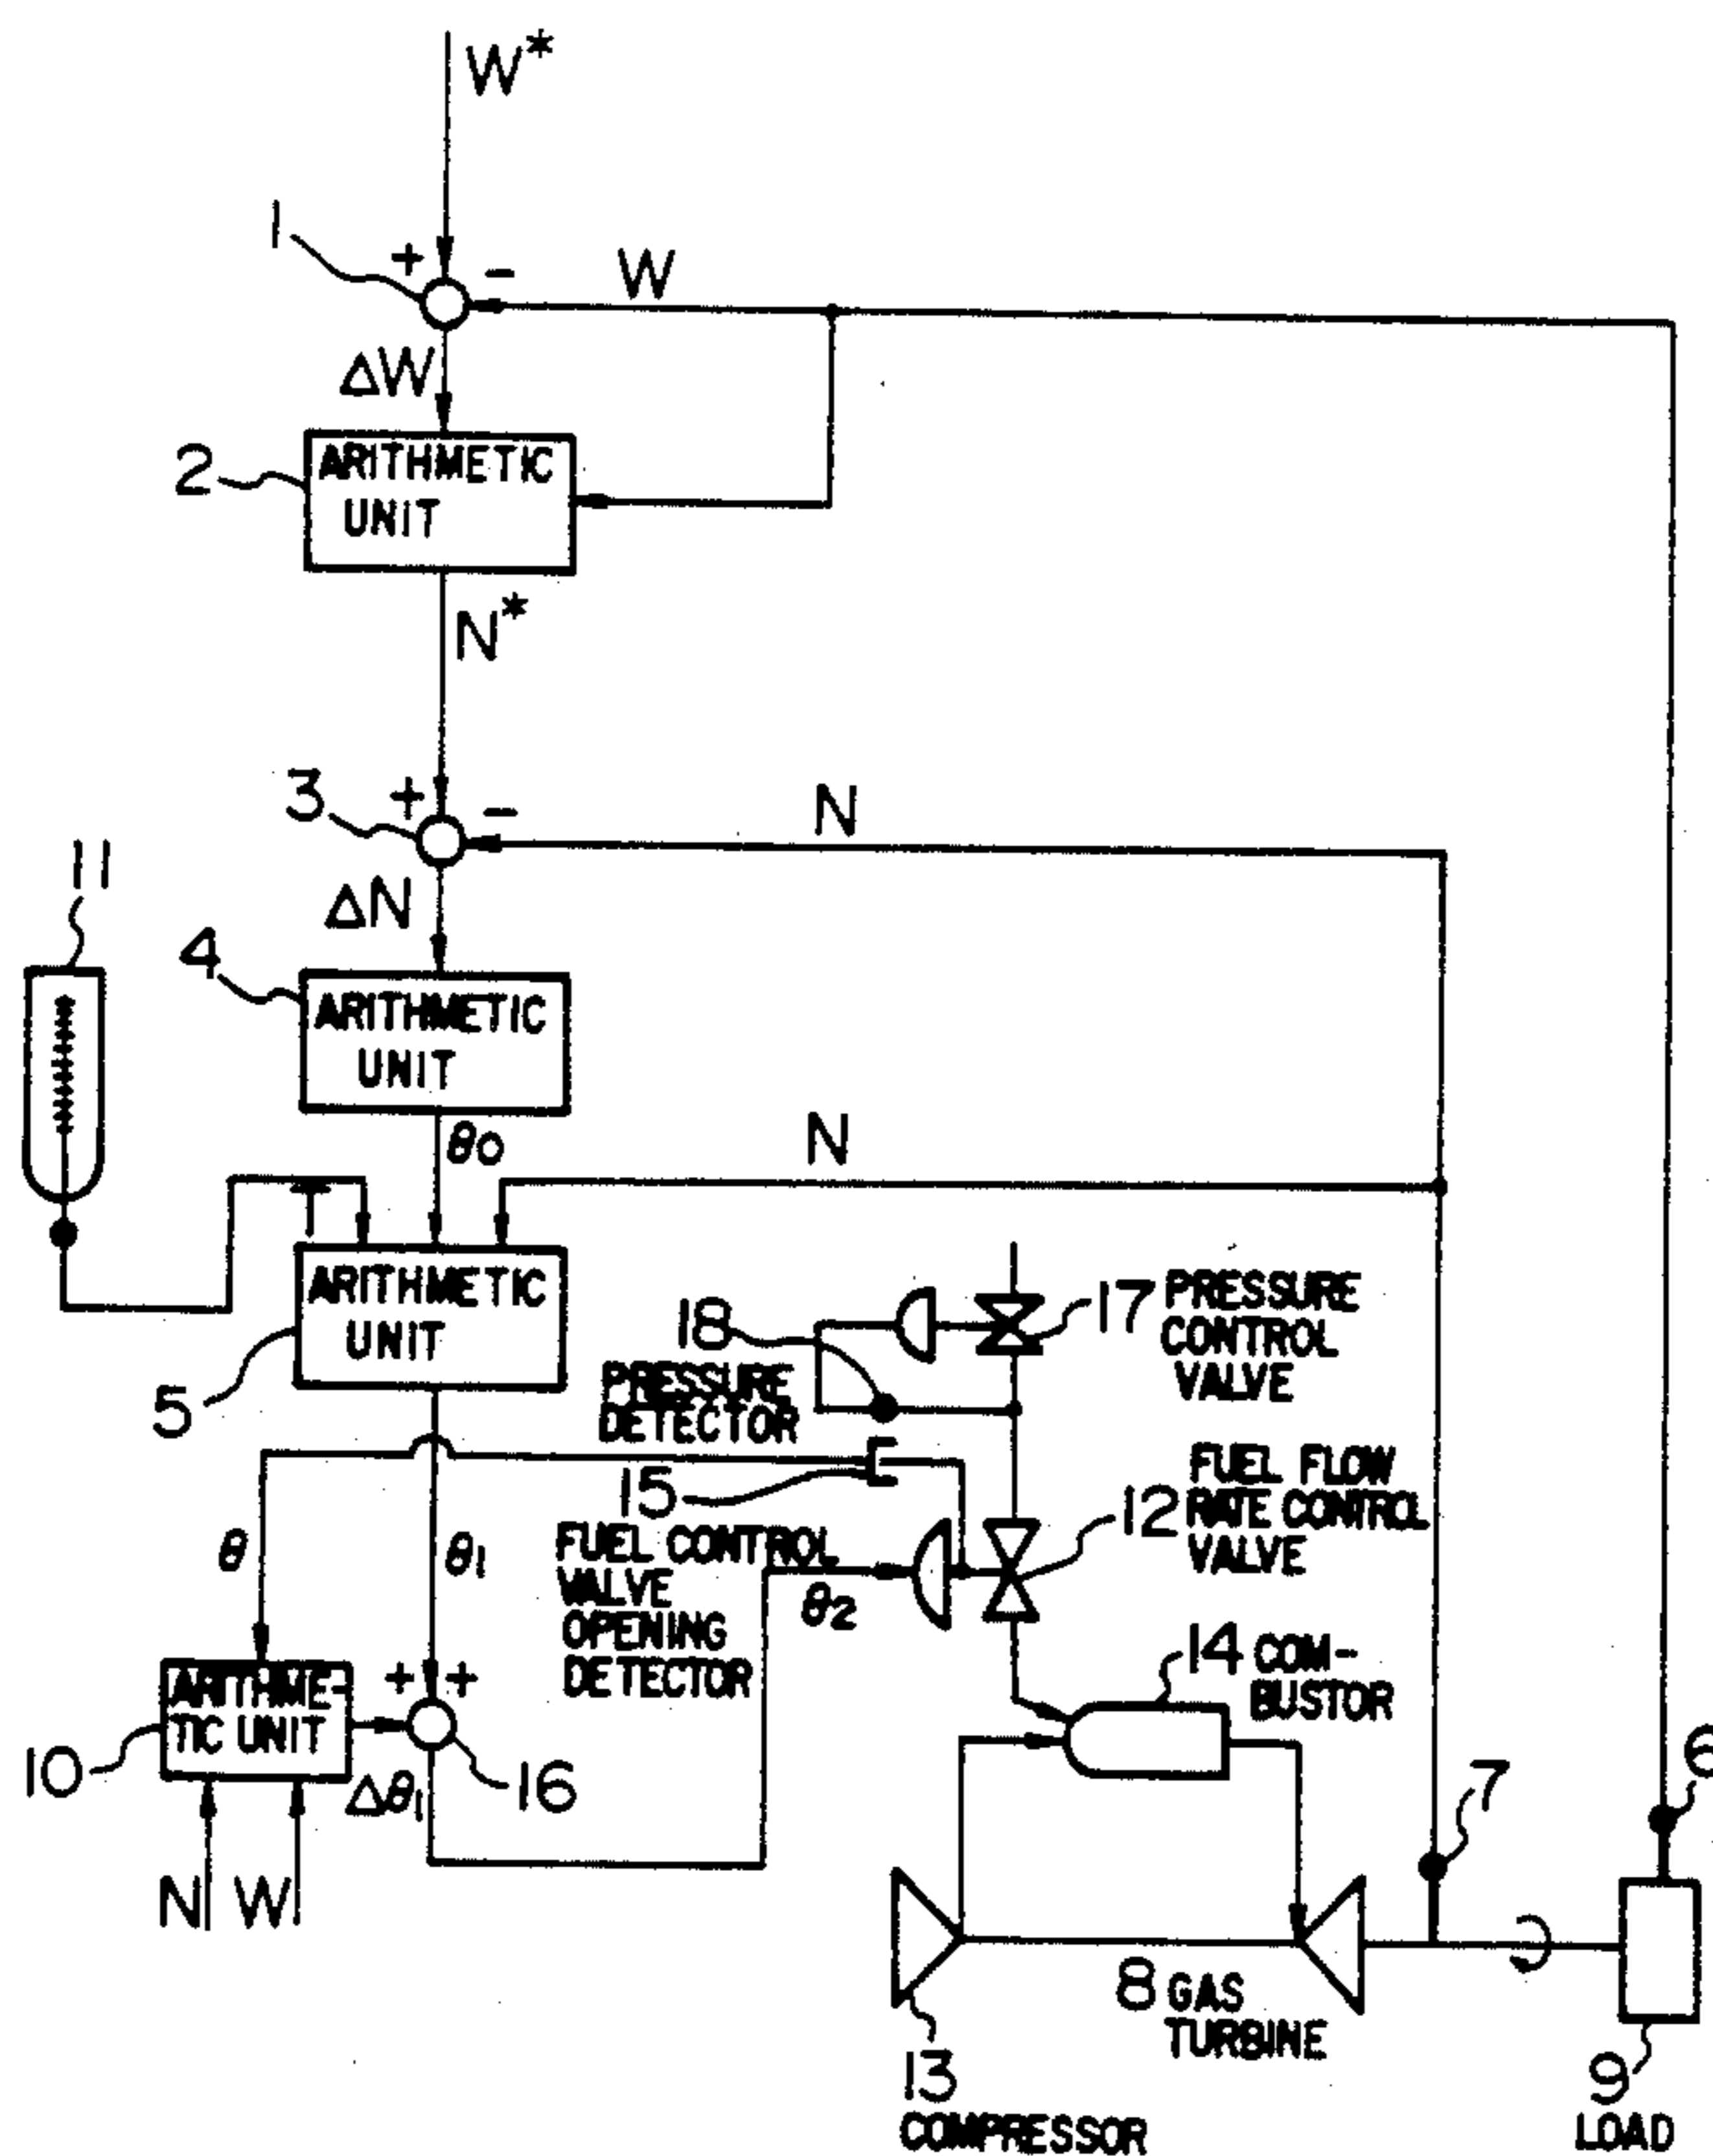 W*
1
+
-
W
ΔW
2
ARITHMETIC
UNIT
N*
3
+
-
N
11
ΔN
4
ARITHMETIC
UNIT
θ0
N
T
ARITHMETIC
UNIT
5
18
PRESSURE
DETECTOR
17 PRESSURE
CONTROL
VALVE
15
FUEL CONTROL
VALVE
OPENING
DETECTOR
12
FUEL FLOW
RATE CONTROL
VALVE
θ
θ1
θ2
ARITHME-
TIC UNIT
10
+ +
Δθ1
16
N W
14 COM-
BUSTOR
7
6
8 GAS
TURBINE
13
COMPRESSOR
9
LOAD